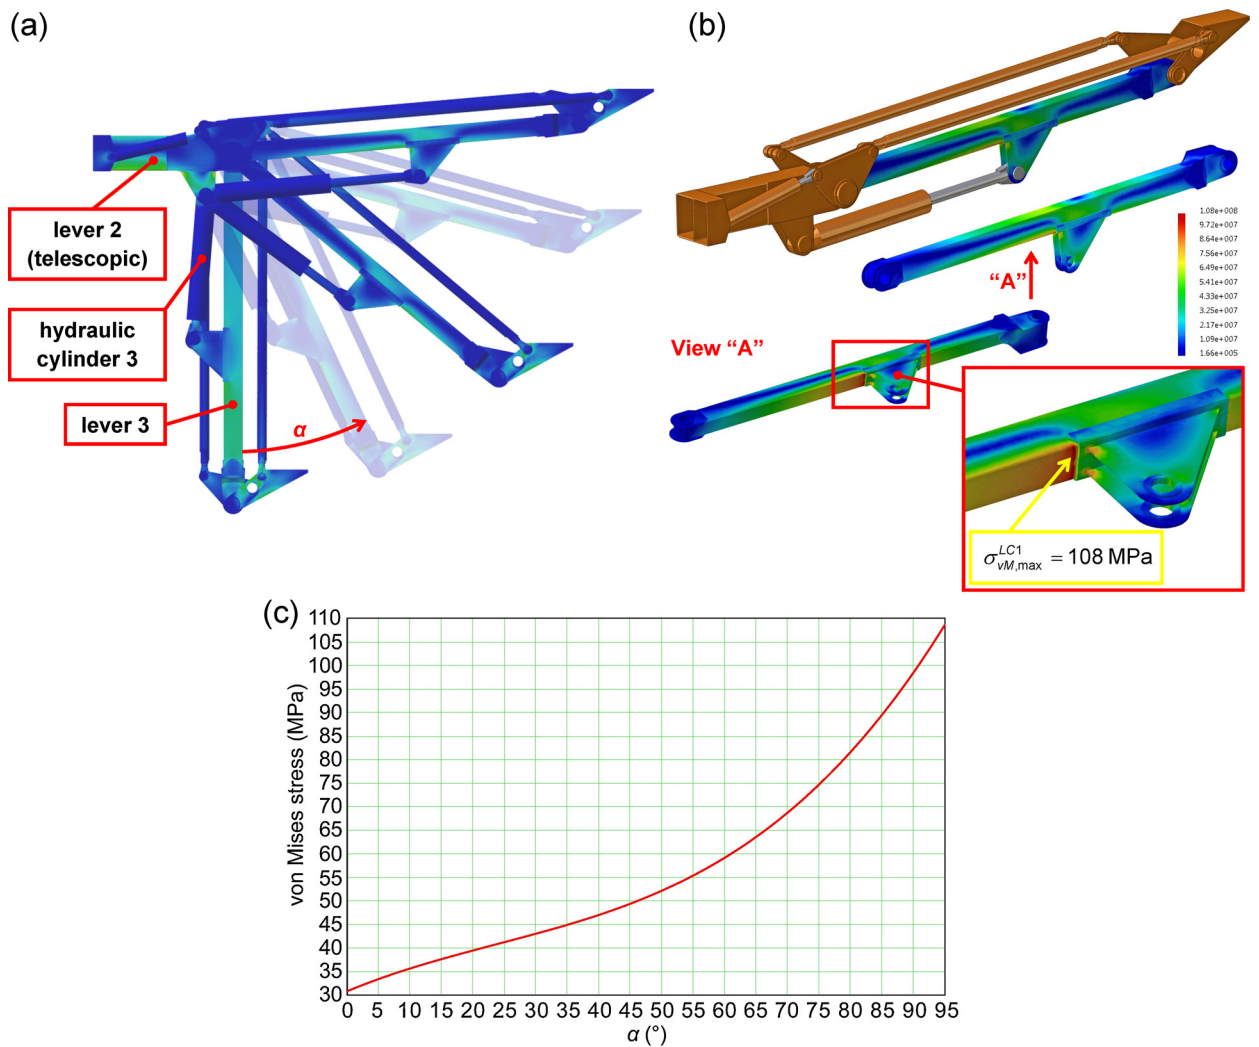 (a)
lever 2
(telescopic)
hydraulic
cylinder 3
lever 3
α
(b)
"A"
View "A"
1.08e+008
9.72e+007
8.64e+007
7.56e+007
6.49e+007
5.41e+007
4.33e+007
3.25e+007
2.17e+007
1.09e+007
1.66e+005
σ^{LC1}_{vM,max} = 108 MPa
(c)
von Mises stress (MPa)
110
105
100
95
90
85
80
75
70
65
60
55
50
45
40
35
30
0 5 10 15 20 25 30 35 40 45 50 55 60 65 70 75 80 85 90 95
α (°)